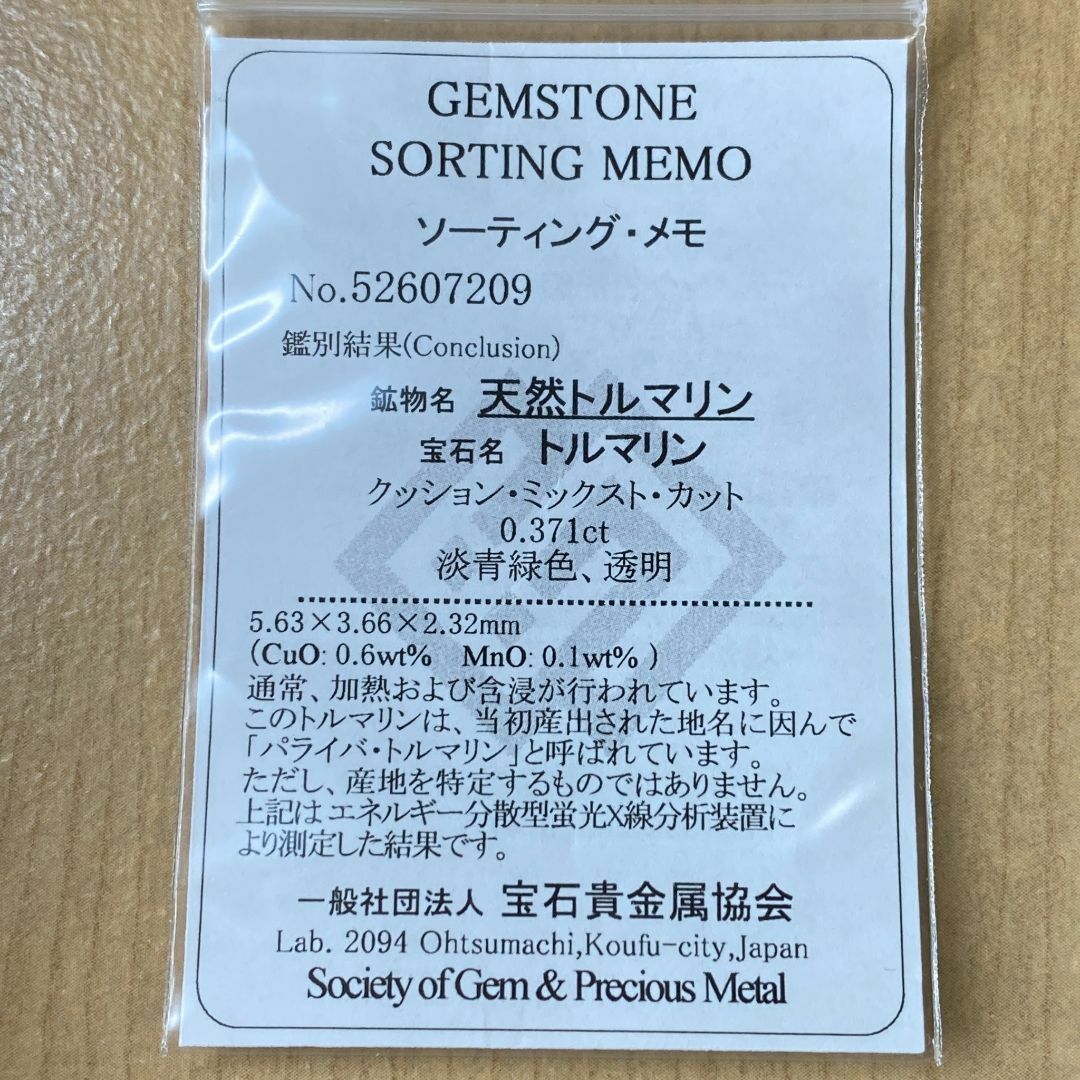 GEMSTONE
SORTING MEMO
ソーティング・メモ
No.52607209
鑑別結果(Conclusion)
鉱物名 天然トルマリン
宝石名 トルマリン
クッション・ミックスト・カット
0.371ct
淡青緑色、透明
5.63×3.66×2.32mm
(CuO: 0.6wt% MnO: 0.1wt% )
通常、加熱および含浸が行われています。
このトルマリンは、当初産出された地名に因んで
「パライバ・トルマリン」と呼ばれています。
ただし、産地を特定するものではありません。
上記はエネルギー分散型蛍光X線分析装置に
より測定した結果です。
一般社団法人 宝石貴金属協会
Lab. 2094 Ohtsumachi,Koufu-city,Japan
Society of Gem & Precious Metal